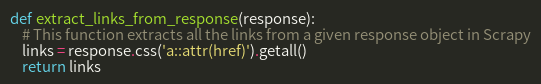 def extract_links_from_response(response):
    # This function extracts all the links from a given response object in Scrapy
    links = response.css('a::attr(href)').getall()
    return links